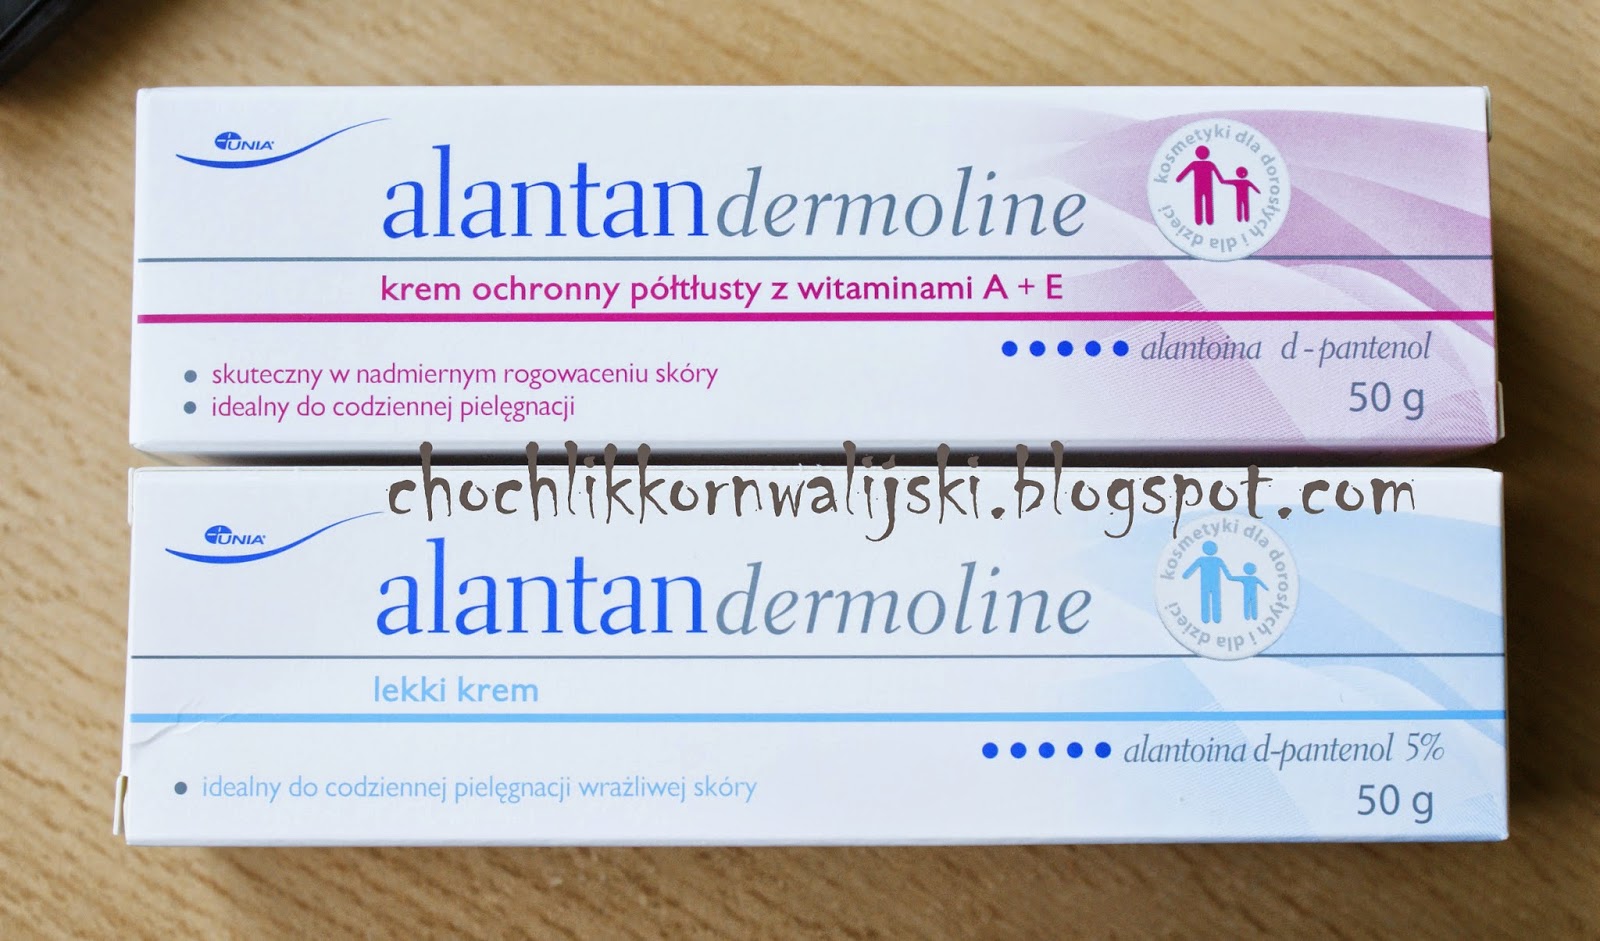 UNIA
alantandermoline
kosmetyki dla dorosłych i dla dzieci
krem ochronny półtłusty z witaminami A + E
alantoina d-pantenol
• skuteczny w nadmiernym rogowaceniu skóry
• idealny do codziennej pielęgnacji
50 g
chochlikkornwalijski.blogspot.com
UNIA
alantandermoline
kosmetyki dla dorosłych i dla dzieci
lekki krem
alantoina d-pantenol 5%
• idealny do codziennej pielęgnacji wrażliwej skóry
50 g